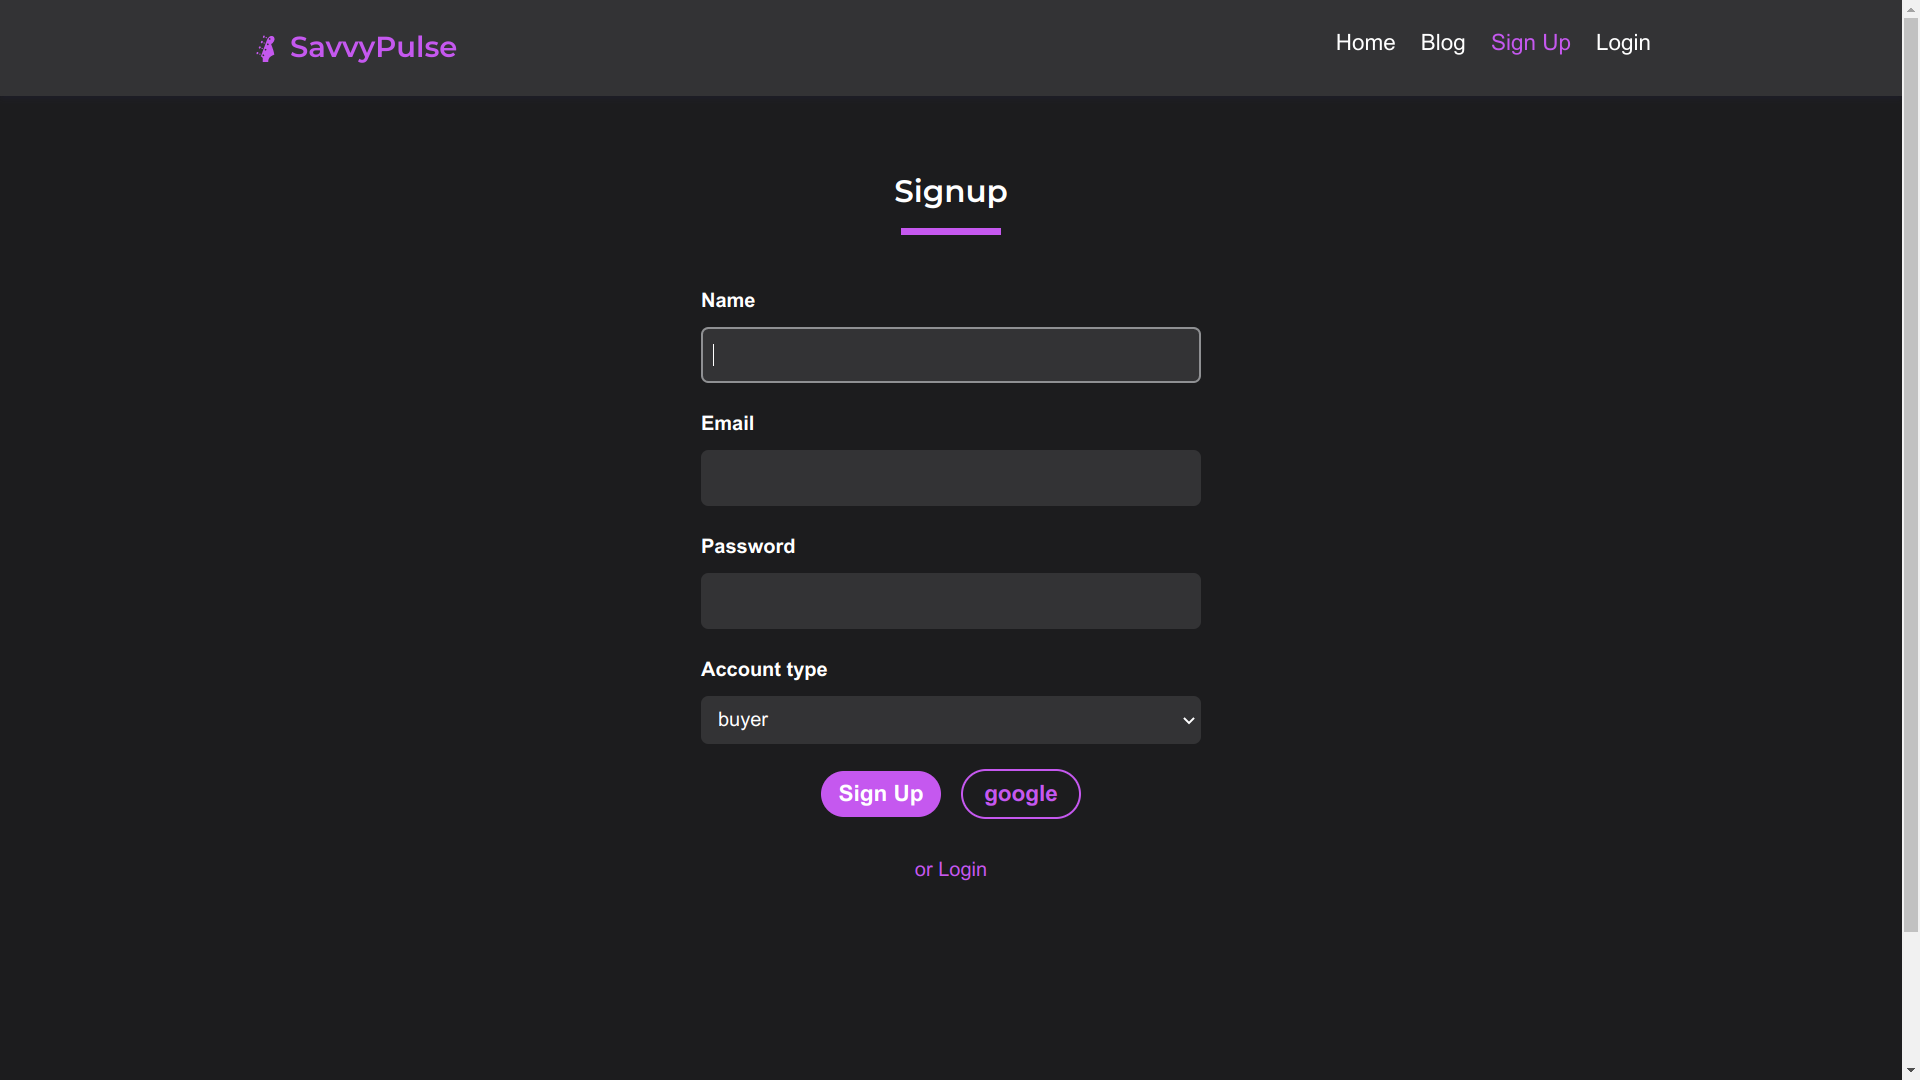 SavvyPulse
Home Blog Sign Up Login
Signup
Name
Email
Password
Account type
buyer
Sign Up google
or Login